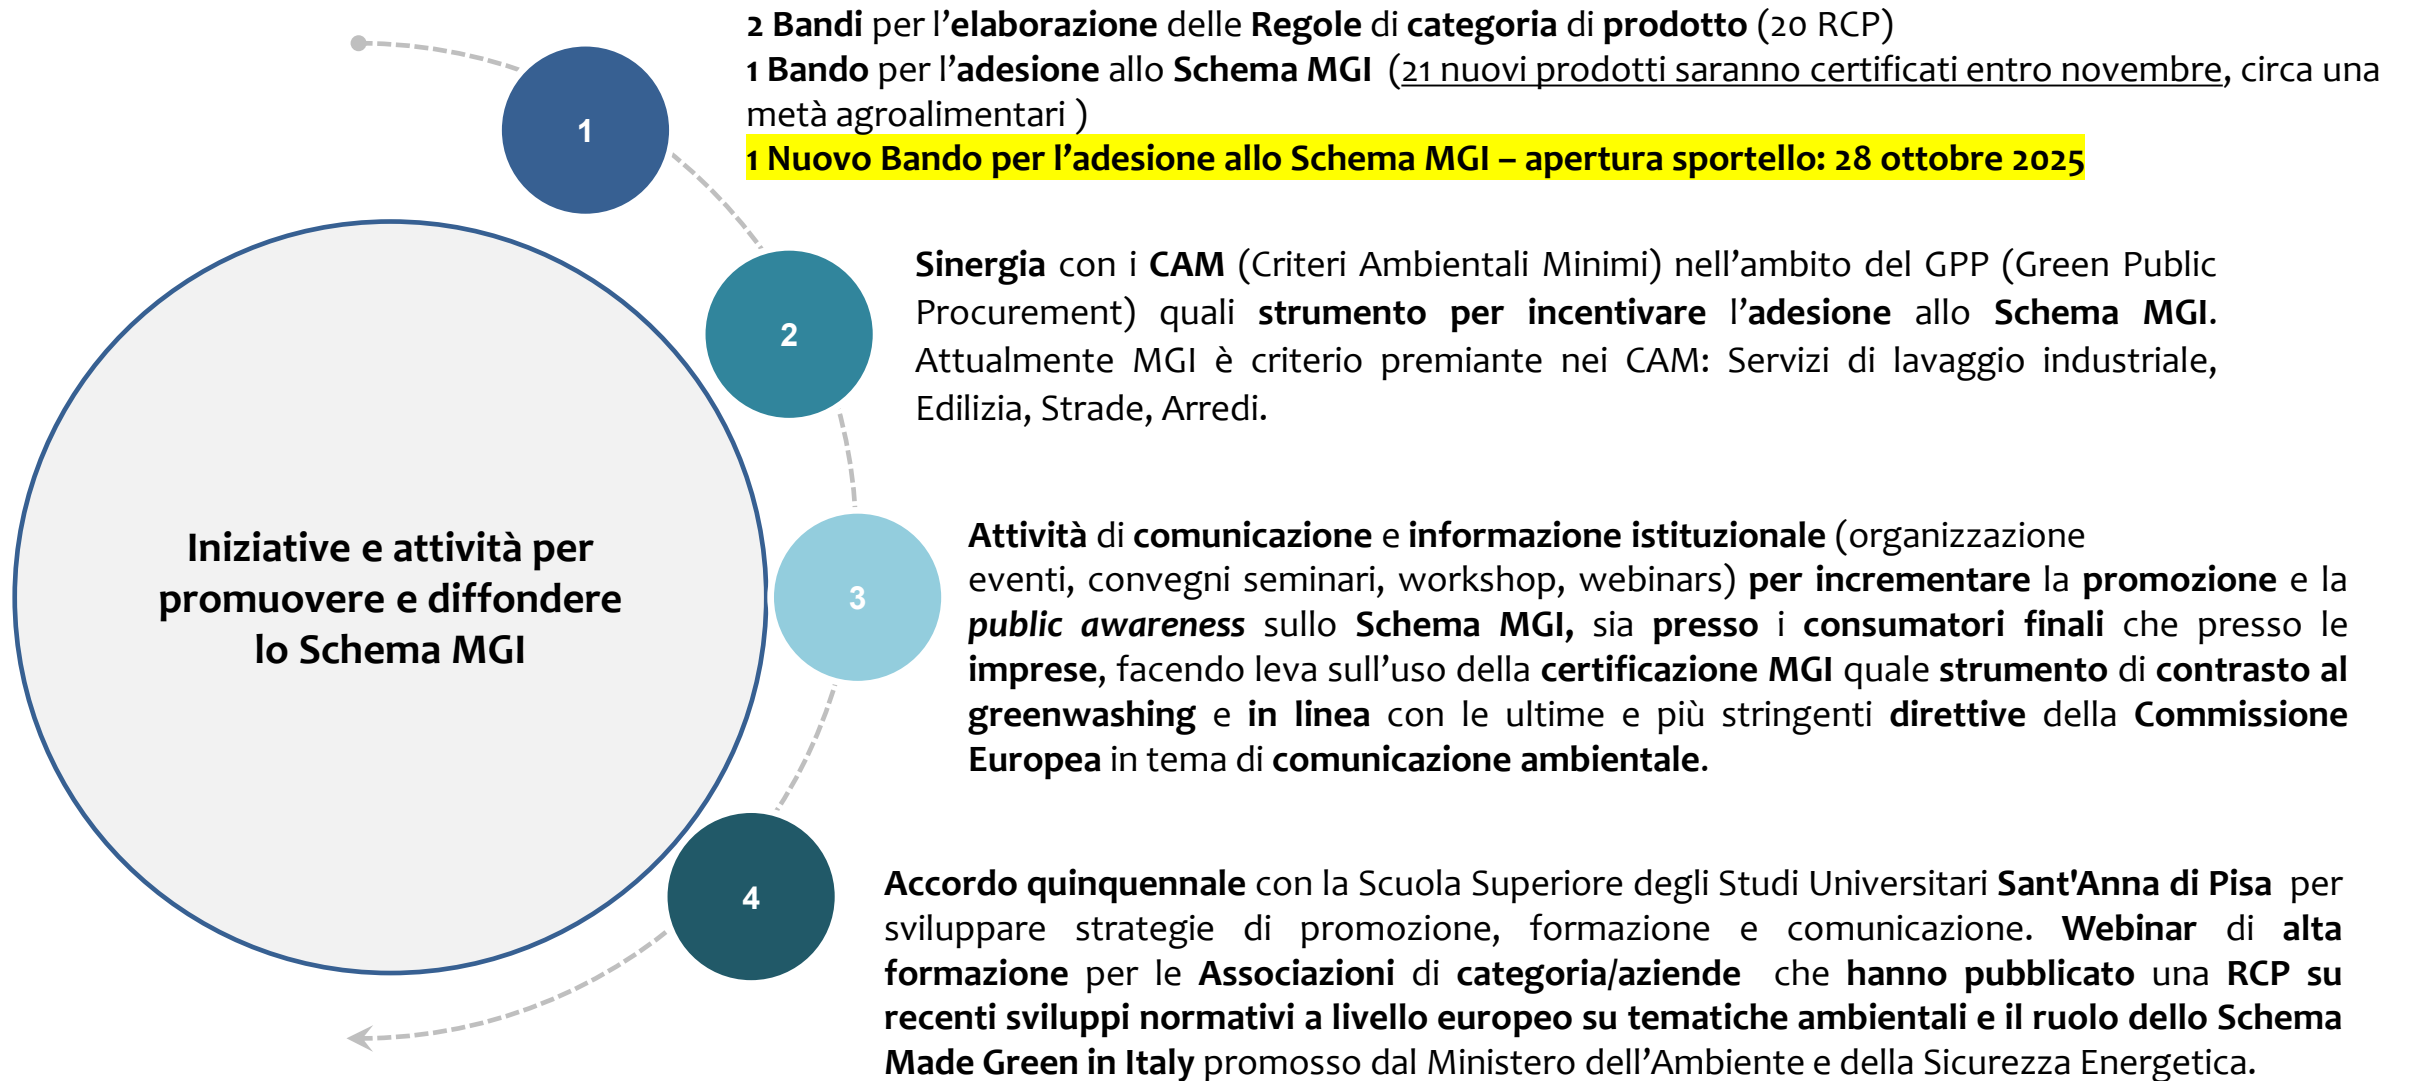 2 Bandi per l’elaborazione delle Regole di categoria di prodotto (20 RCP)
1 Bando per l’adesione allo Schema MGI (21 nuovi prodotti saranno certificati entro novembre, circa una
metà agroalimentari )
1 Nuovo Bando per l’adesione allo Schema MGI – apertura sportello: 28 ottobre 2025
1
Sinergia con i CAM (Criteri Ambientali Minimi) nell’ambito del GPP (Green Public
Procurement) quali strumento per incentivare l’adesione allo Schema MGI.
Attualmente MGI è criterio premiante nei CAM: Servizi di lavaggio industriale,
Edilizia, Strade, Arredi.
2
Iniziative e attività per
promuovere e diffondere
lo Schema MGI
3
Attività di comunicazione e informazione istituzionale (organizzazione
eventi, convegni seminari, workshop, webinars) per incrementare la promozione e la
public awareness sullo Schema MGI, sia presso i consumatori finali che presso le
imprese, facendo leva sull’uso della certificazione MGI quale strumento di contrasto al
greenwashing e in linea con le ultime e più stringenti direttive della Commissione
Europea in tema di comunicazione ambientale.
4
Accordo quinquennale con la Scuola Superiore degli Studi Universitari Sant'Anna di Pisa per
sviluppare strategie di promozione, formazione e comunicazione. Webinar di alta
formazione per le Associazioni di categoria/aziende che hanno pubblicato una RCP su
recenti sviluppi normativi a livello europeo su tematiche ambientali e il ruolo dello Schema
Made Green in Italy promosso dal Ministero dell’Ambiente e della Sicurezza Energetica.